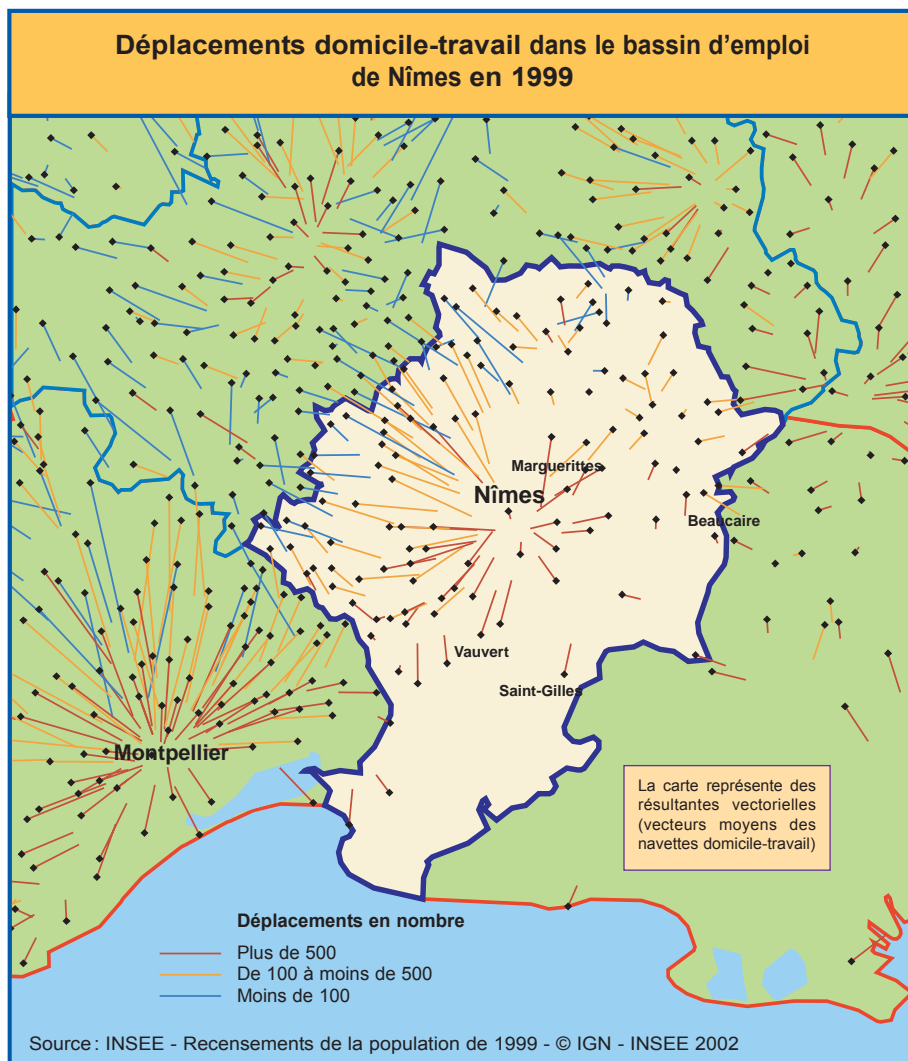 Déplacements domicile-travail dans le bassin d’emploi
de Nîmes en 1999
Marguerittes
Nîmes
Beaucaire
Vauvert
Saint-Gilles
Montpellier
La carte représente des
résultantes vectorielles
(vecteurs moyens des
navettes domicile-travail)
Déplacements en nombre
Plus de 500
De 100 à moins de 500
Moins de 100
Source : INSEE - Recensements de la population de 1999 - © IGN - INSEE 2002